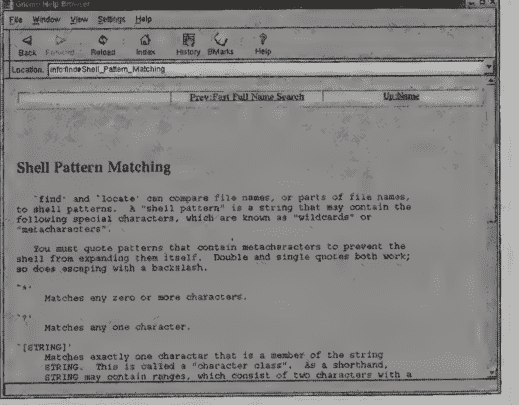 Gnome Help Browser
File Window View Settings Help
Back Forward Reload Index History BMarks Help
Location: info:find#Shell_Pattern_Matching
Prev:Fast Full Name Search Up:Name
Shell Pattern Matching
`find' and `locate' can compare file names, or parts of file names,
to shell patterns. A "shell pattern" is a string that may contain the
following special characters, which are known as "wildcards" or
"metacharacters".
You must quote patterns that contain metacharacters to prevent the
shell from expanding them itself. Double and single quotes both work;
so does escaping with a backslash.
`*'
Matches any zero or more characters.
`?'
Matches any one character.
`[STRING]'
Matches exactly one character that is a member of the string
STRING. This is called a "character class". As a shorthand,
STRING may contain ranges, which consist of two characters with a